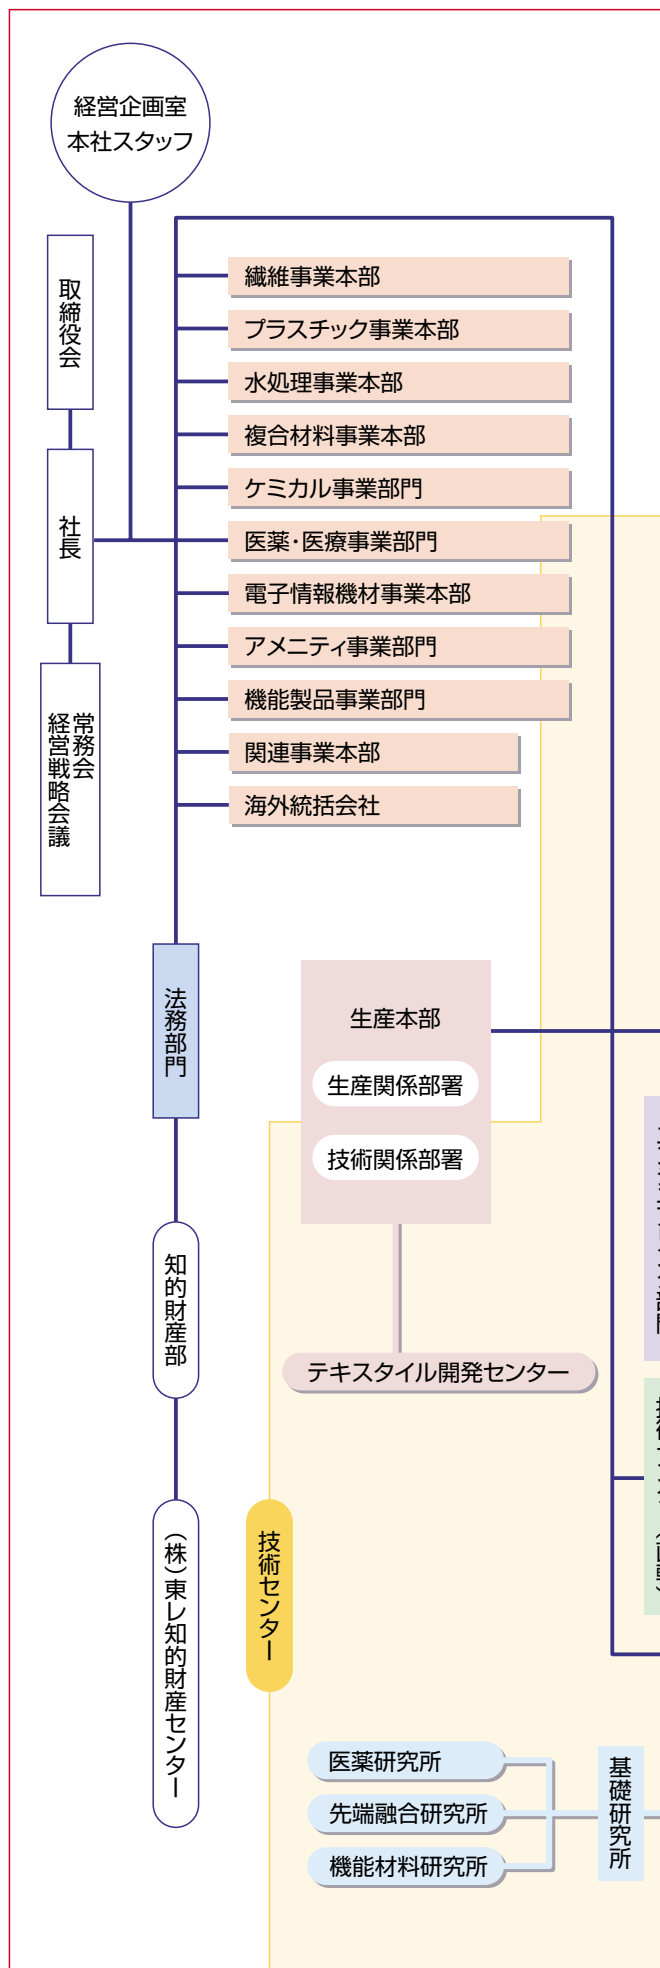 経営企画室
本社スタッフ
取締役会
社長
常務会
経営戦略会議
繊維事業本部
プラスチック事業本部
水処理事業本部
複合材料事業本部
ケミカル事業部門
医薬・医療事業部門
電子情報機材事業本部
アメニティ事業部門
機能製品事業部門
関連事業本部
海外統括会社
法務部門
知的財産部
(株)東レ知的財産センター
生産本部
生産関係部署
技術関係部署
テキスタイル開発センター
技術センター
医薬研究所
先端融合研究所
機能材料研究所
基礎研究所